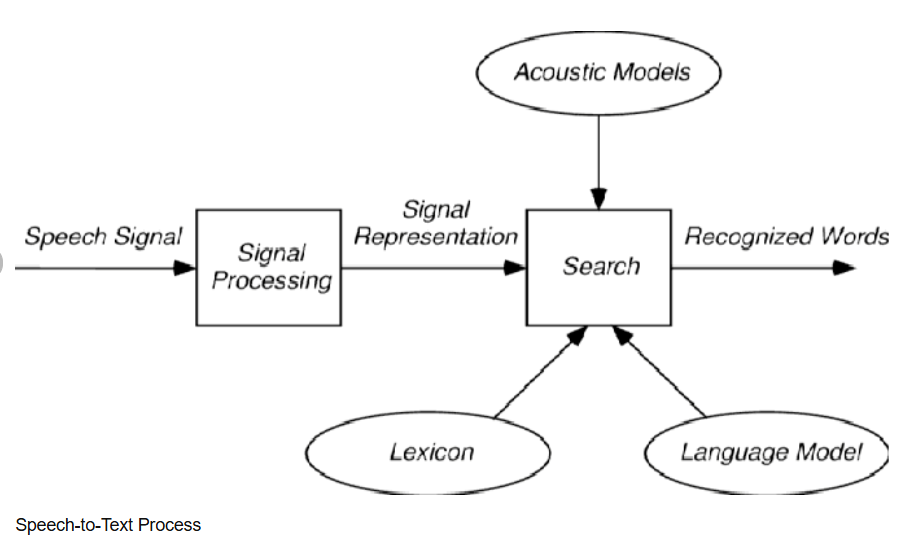 Acoustic Models
Speech Signal
Signal
Processing
Signal
Representation
Search
Recognized Words
Lexicon
Language Model
Speech-to-Text Process